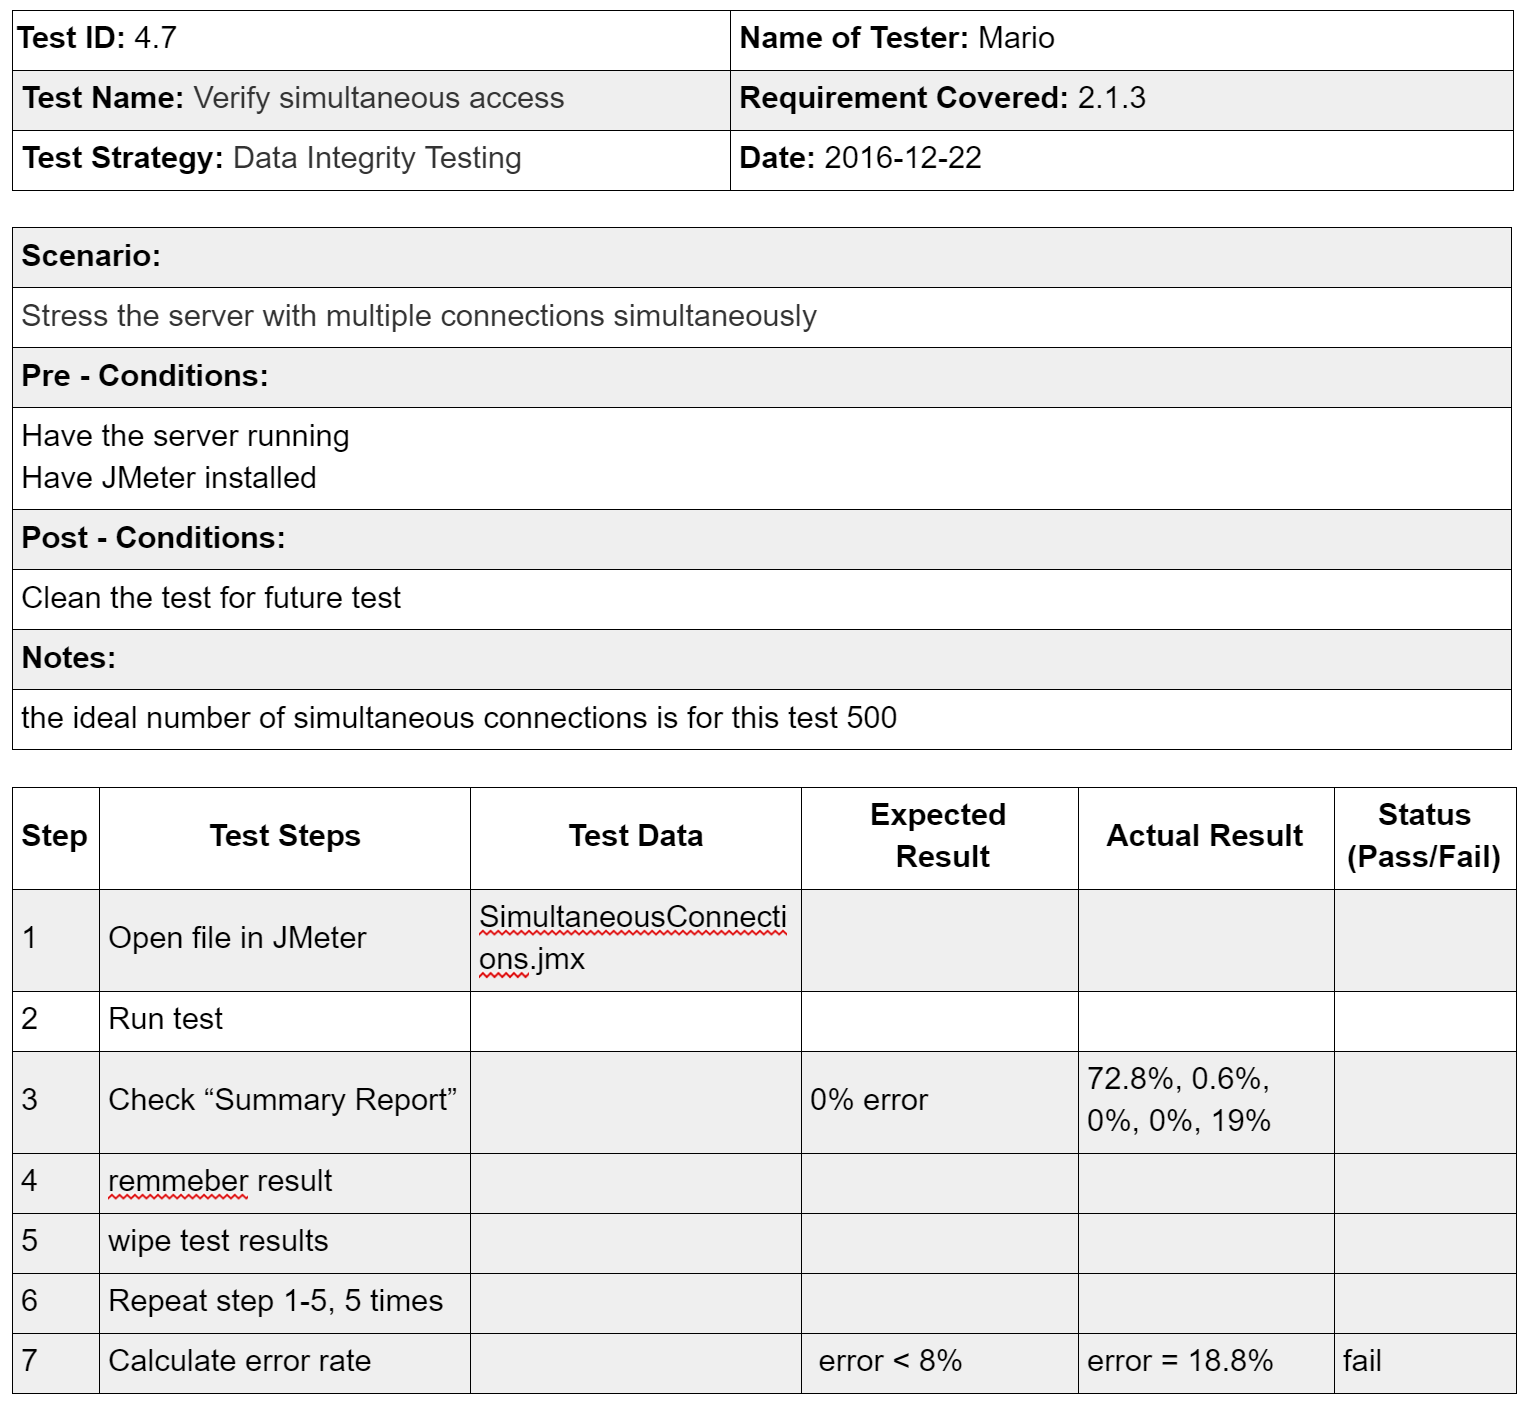 Test ID: 4.7
Name of Tester: Mario
Test Name: Verify simultaneous access
Requirement Covered: 2.1.3
Test Strategy: Data Integrity Testing
Date: 2016-12-22
Scenario:
Stress the server with multiple connections simultaneously
Pre - Conditions:
Have the server running
Have JMeter installed
Post - Conditions:
Clean the test for future test
Notes:
the ideal number of simultaneous connections is for this test 500
Step
Test Steps
Test Data
Expected
Result
Actual Result
Status
(Pass/Fail)
1
Open file in JMeter
SimultaneousConnecti
ons.jmx
2
Run test
3
Check “Summary Report”
0% error
72.8%, 0.6%,
0%, 0%, 19%
4
remmeber result
5
wipe test results
6
Repeat step 1-5, 5 times
7
Calculate error rate
error < 8%
error = 18.8%
fail